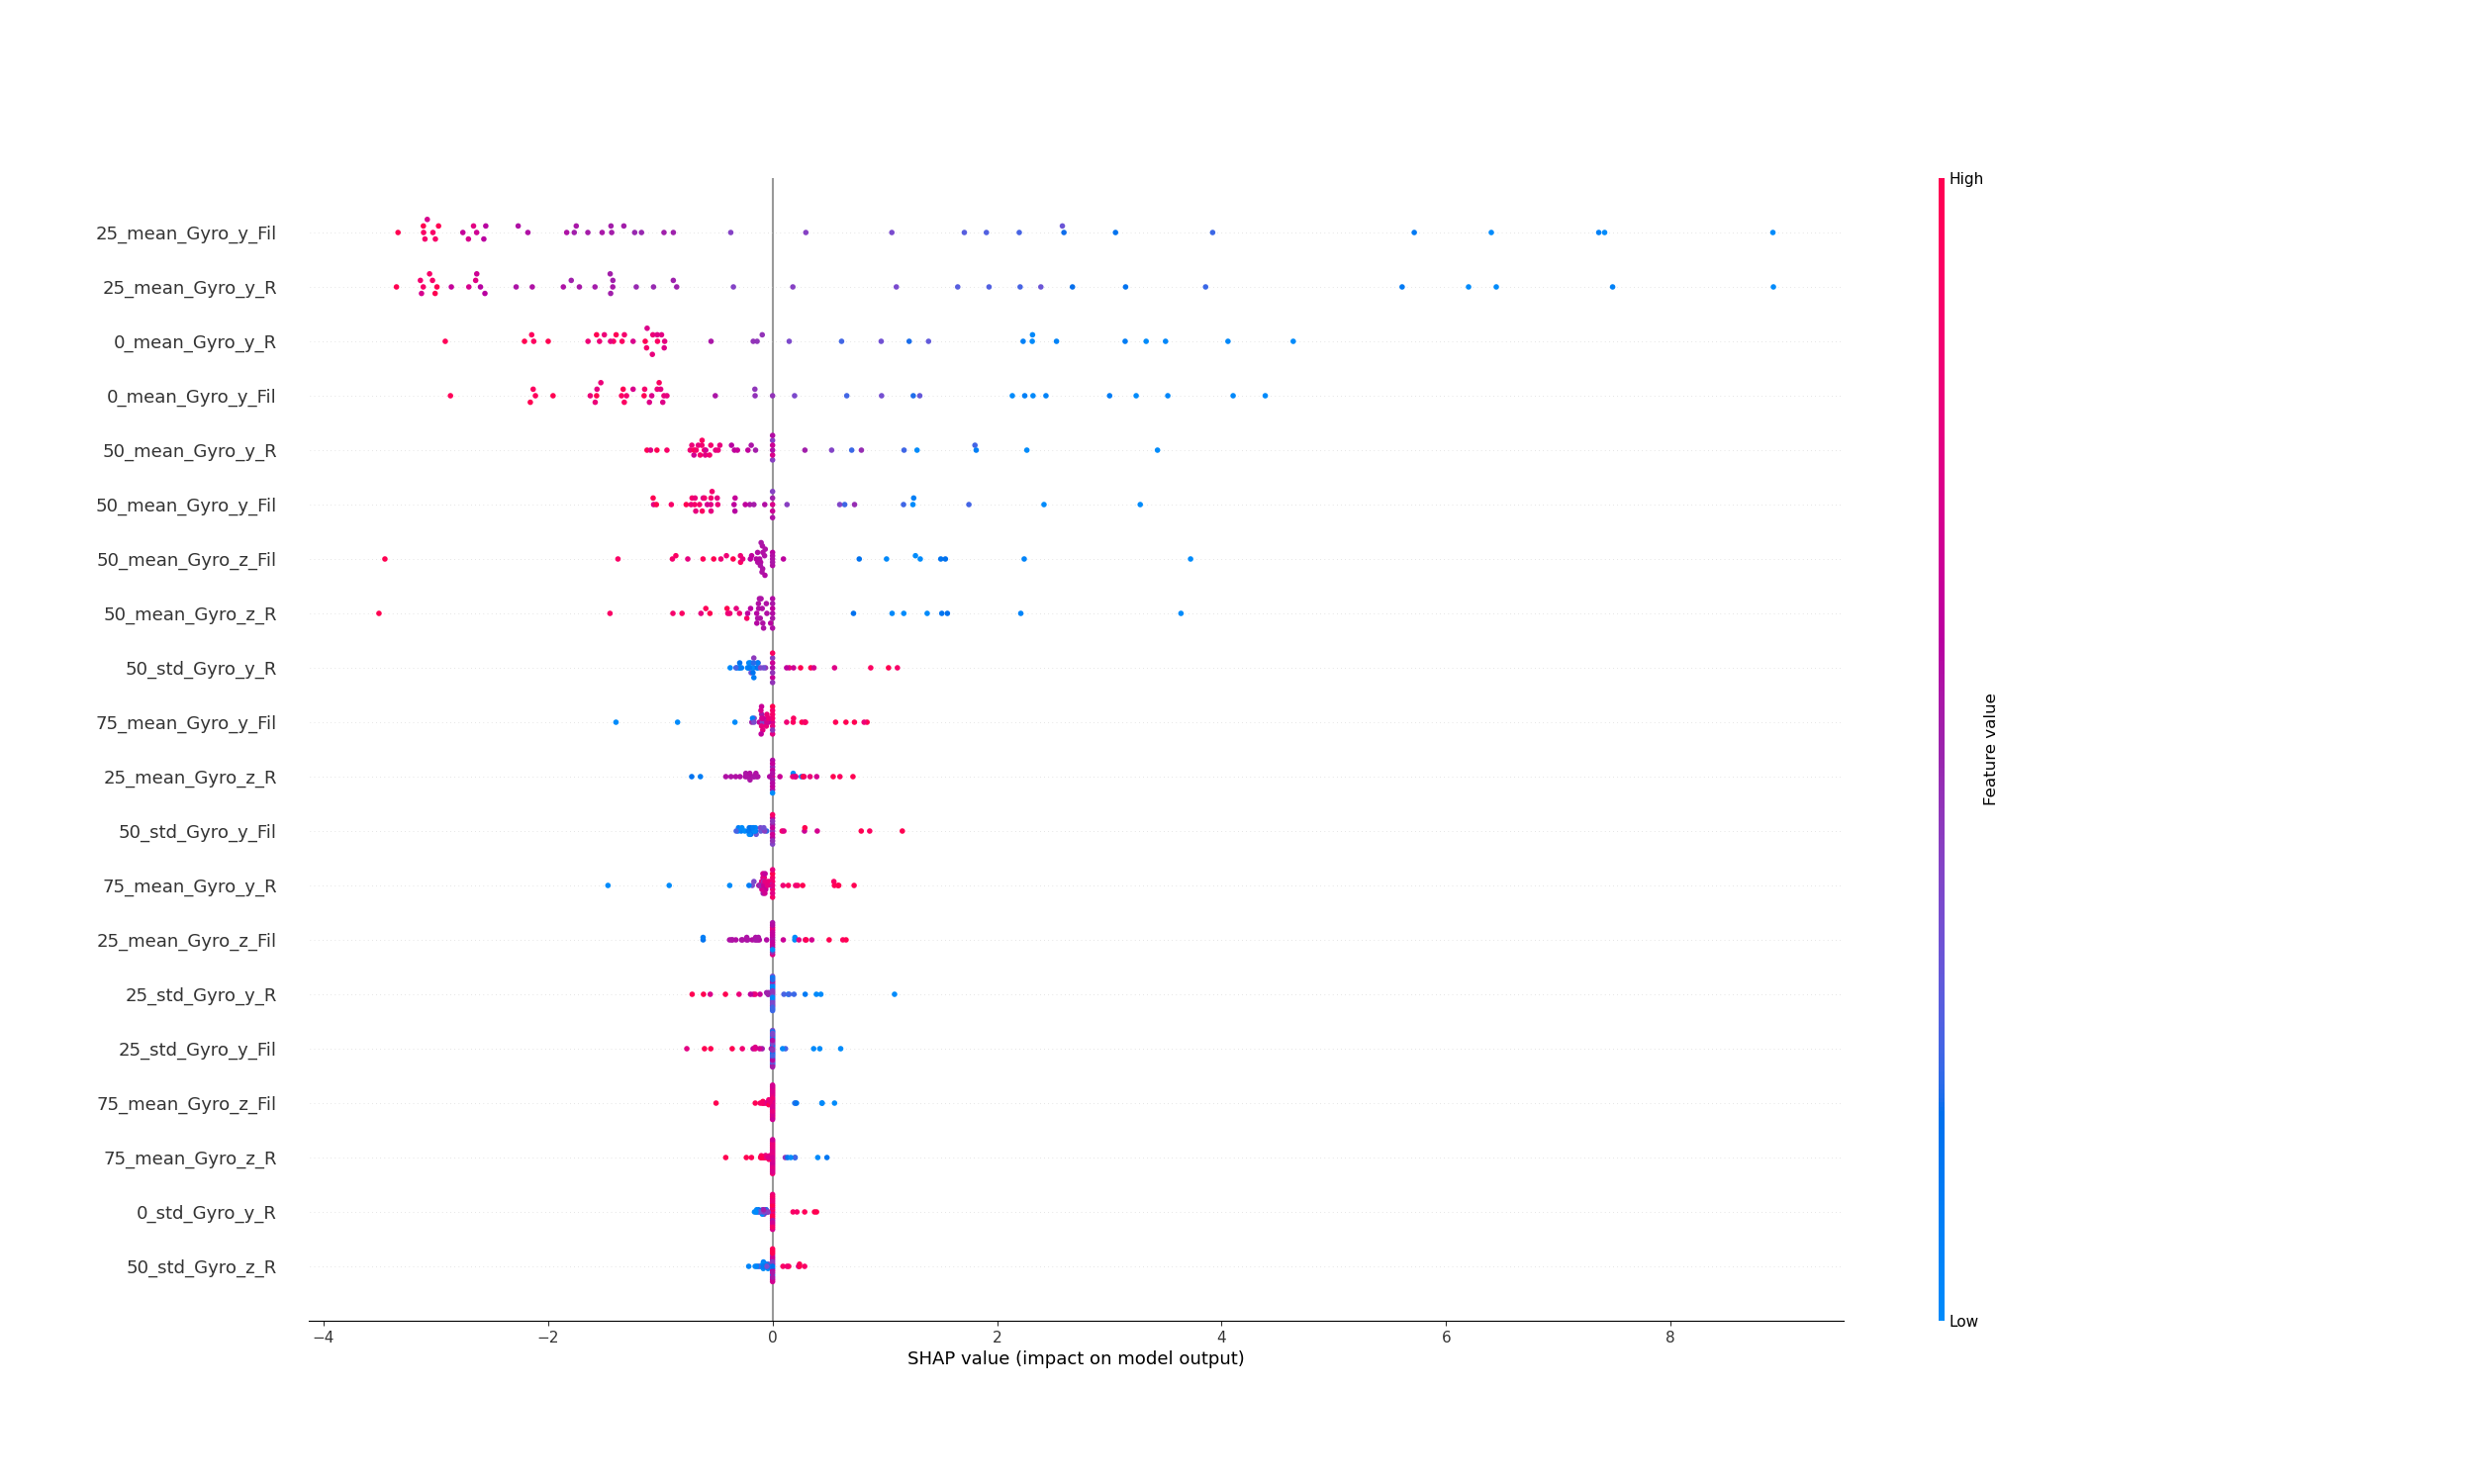 High
25_mean_Gyro_y_Fil
25_mean_Gyro_y_R
0_mean_Gyro_y_R
0_mean_Gyro_y_Fil
50_mean_Gyro_y_R
50_mean_Gyro_y_Fil
50_mean_Gyro_z_Fil
50_mean_Gyro_z_R
50_std_Gyro_y_R
75_mean_Gyro_y_Fil
25_mean_Gyro_z_R
50_std_Gyro_y_Fil
75_mean_Gyro_y_R
25_mean_Gyro_z_Fil
25_std_Gyro_y_R
25_std_Gyro_y_Fil
75_mean_Gyro_z_Fil
75_mean_Gyro_z_R
0_std_Gyro_y_R
50_std_Gyro_z_R
Feature value
Low
−4 −2 0 2 4 6 8
SHAP value (impact on model output)